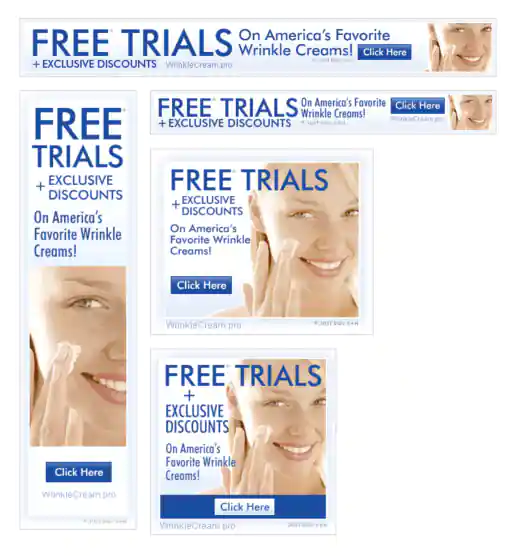 FREE TRIALS
+ EXCLUSIVE DISCOUNTS
WrinkleCream.pro
On America's Favorite
Wrinkle Creams!
Click Here
FREE
TRIALS
+ EXCLUSIVE
DISCOUNTS
On America's
Favorite Wrinkle
Creams!
Click Here
WrinkleCream.pro
FREE TRIALS
+ EXCLUSIVE DISCOUNTS
On America's Favorite
Wrinkle Creams!
Click Here
WrinkleCream.pro
FREE TRIALS
+ EXCLUSIVE
DISCOUNTS
On America's
Favorite Wrinkle
Creams!
Click Here
WrinkleCream.pro
FREE TRIALS
+
EXCLUSIVE
DISCOUNTS
On America's
Favorite Wrinkle
Creams!
Click Here
WrinkleCream.pro